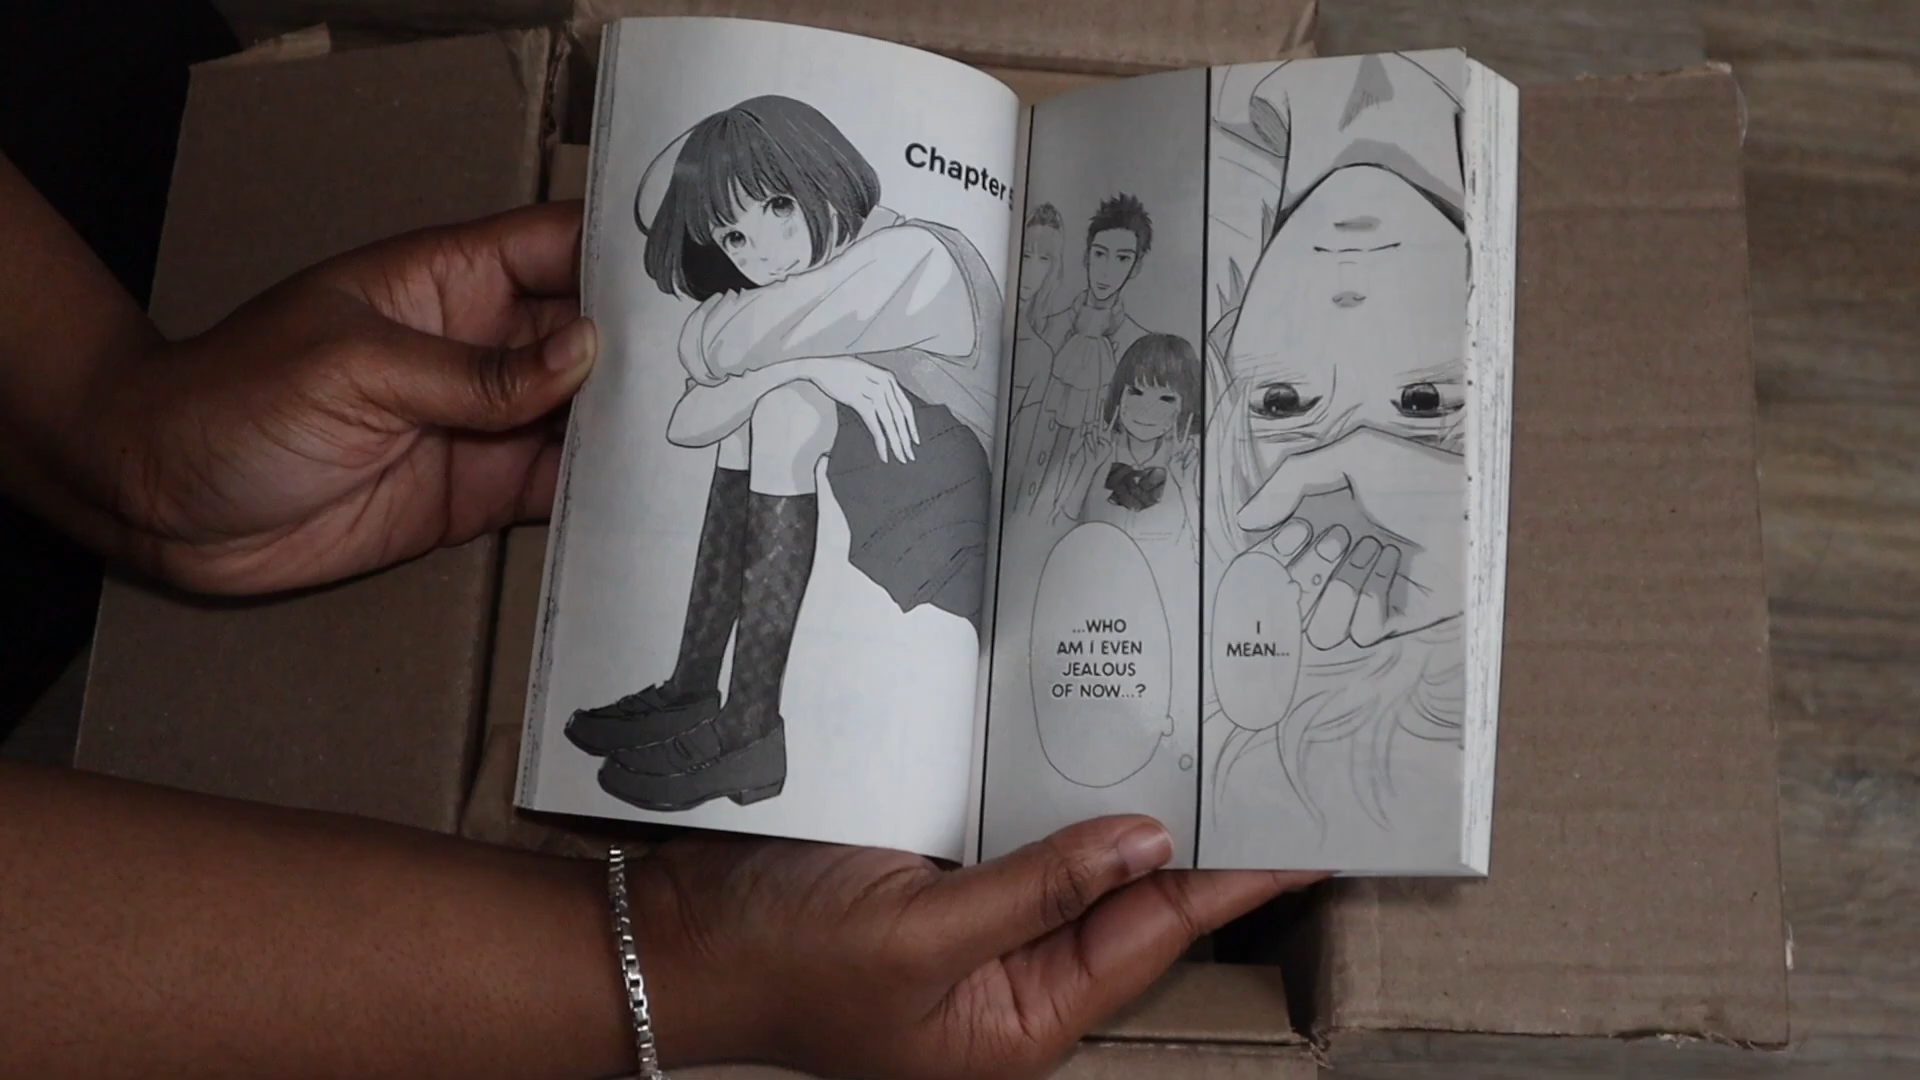 I
MEAN...
...WHO
AM I EVEN
JEALOUS
OF NOW...?
Chapter